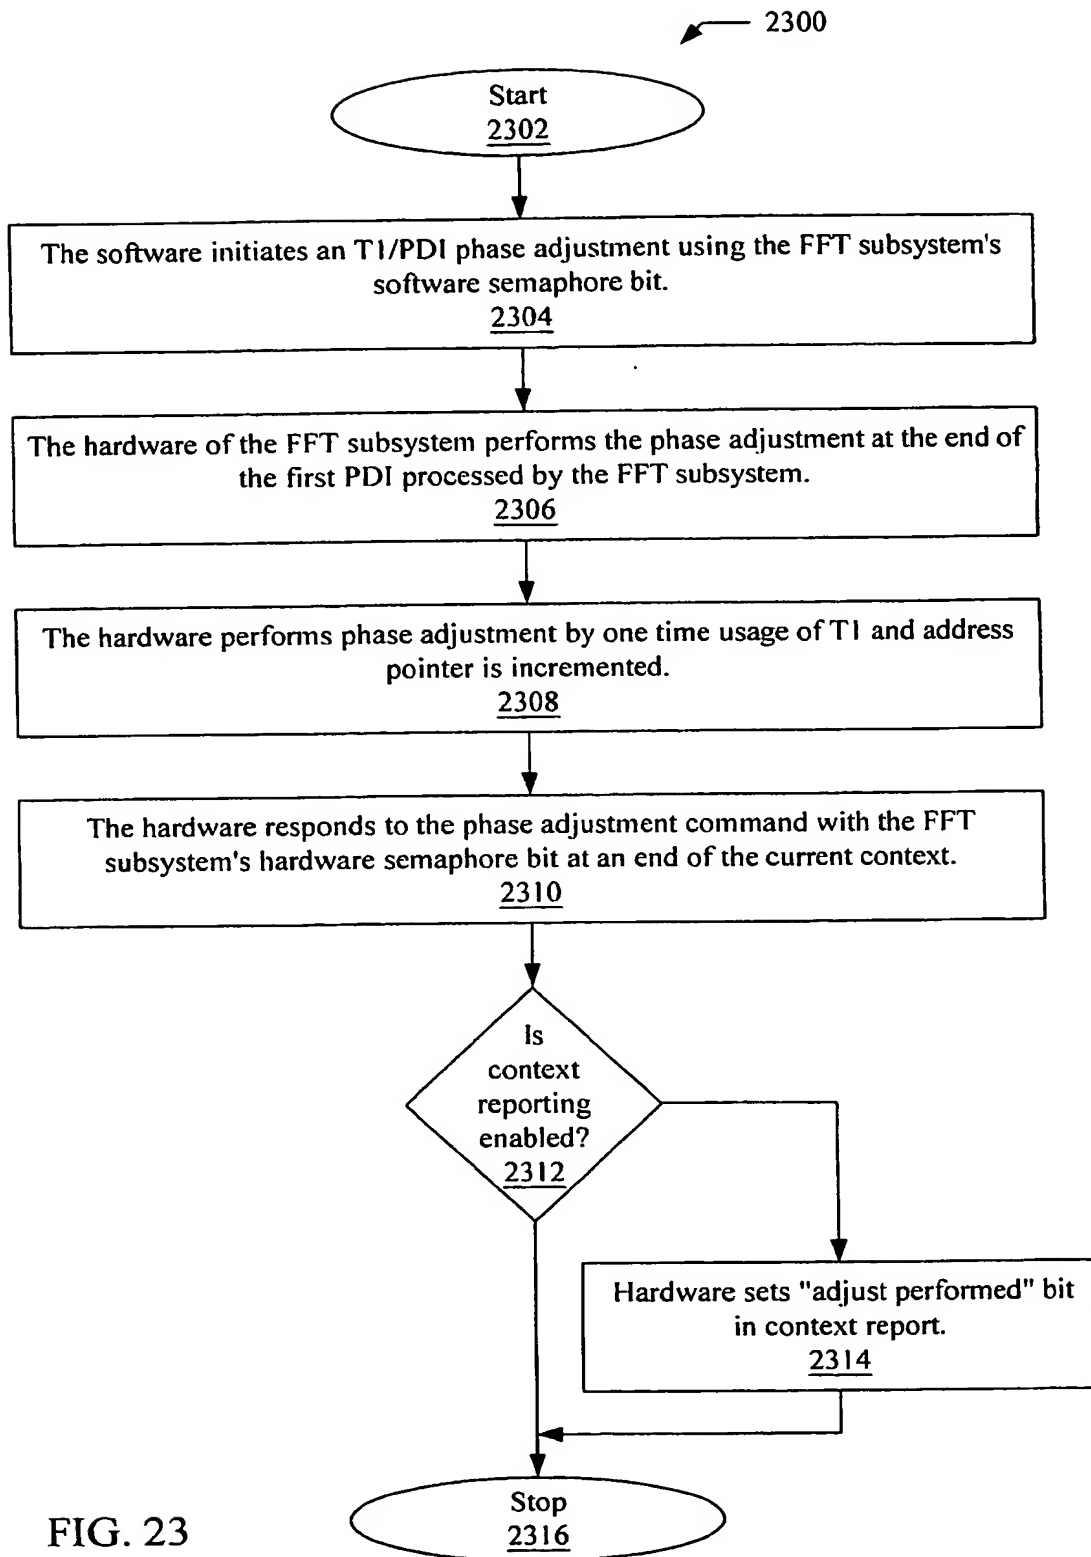 2300
Start
2302
The software initiates an T1/PDI phase adjustment using the FFT subsystem's
software semaphore bit.
2304
The hardware of the FFT subsystem performs the phase adjustment at the end of
the first PDI processed by the FFT subsystem.
2306
The hardware performs phase adjustment by one time usage of T1 and address
pointer is incremented.
2308
The hardware responds to the phase adjustment command with the FFT
subsystem's hardware semaphore bit at an end of the current context.
2310
Is
context
reporting
enabled?
2312
Hardware sets "adjust performed" bit
in context report.
2314
Stop
2316
FIG. 23